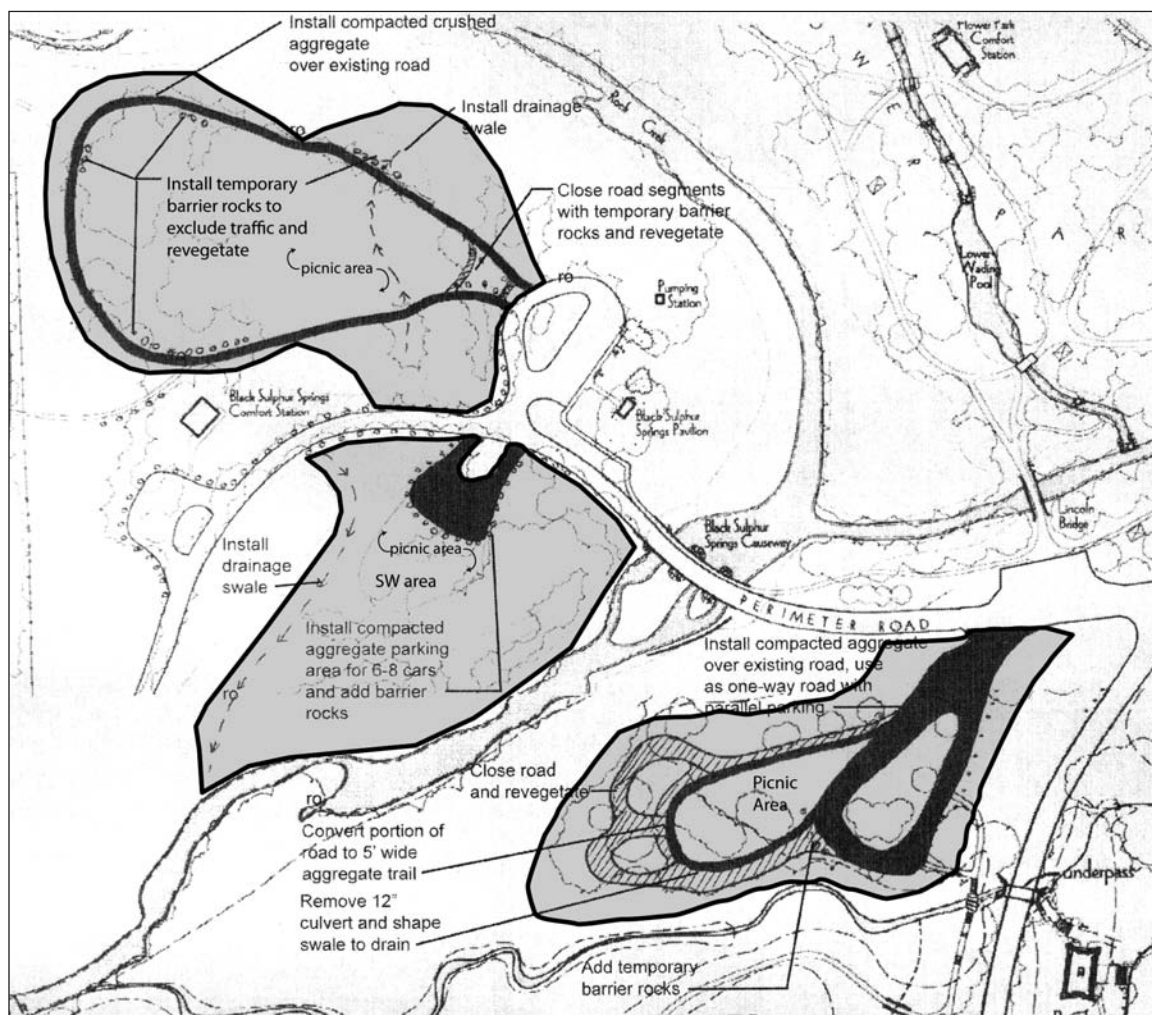 Install compacted crushed
aggregate
over existing road
Flower Park
Comfort
Station
Install drainage
swale
ro
Rock
Creek
Install temporary
barrier rocks to
exclude traffic and
revegetate
Close road segments
with temporary barrier
rocks and revegetate
picnic area
ro
Pumping
Station
Lower
Wading
Pool
W E R P A R
Black Sulphur Springs
Comfort Station
Black Sulphur
Springs Pavilion
Install
drainage
swale
picnic area
SW area
Black Sulphur
Springs Causeway
Lincoln
Bridge
PERIMETER ROAD
Install compacted
aggregate parking
area for 6-8 cars
and add barrier
rocks
ro
Install compacted aggregate
over existing road, use
as one-way road with
parallel parking
Close road
and revegetate
Picnic
Area
ro
Convert portion of
road to 5' wide
aggregate trail
Remove 12"
culvert and shape
swale to drain
underpass
Add temporary
barrier rocks